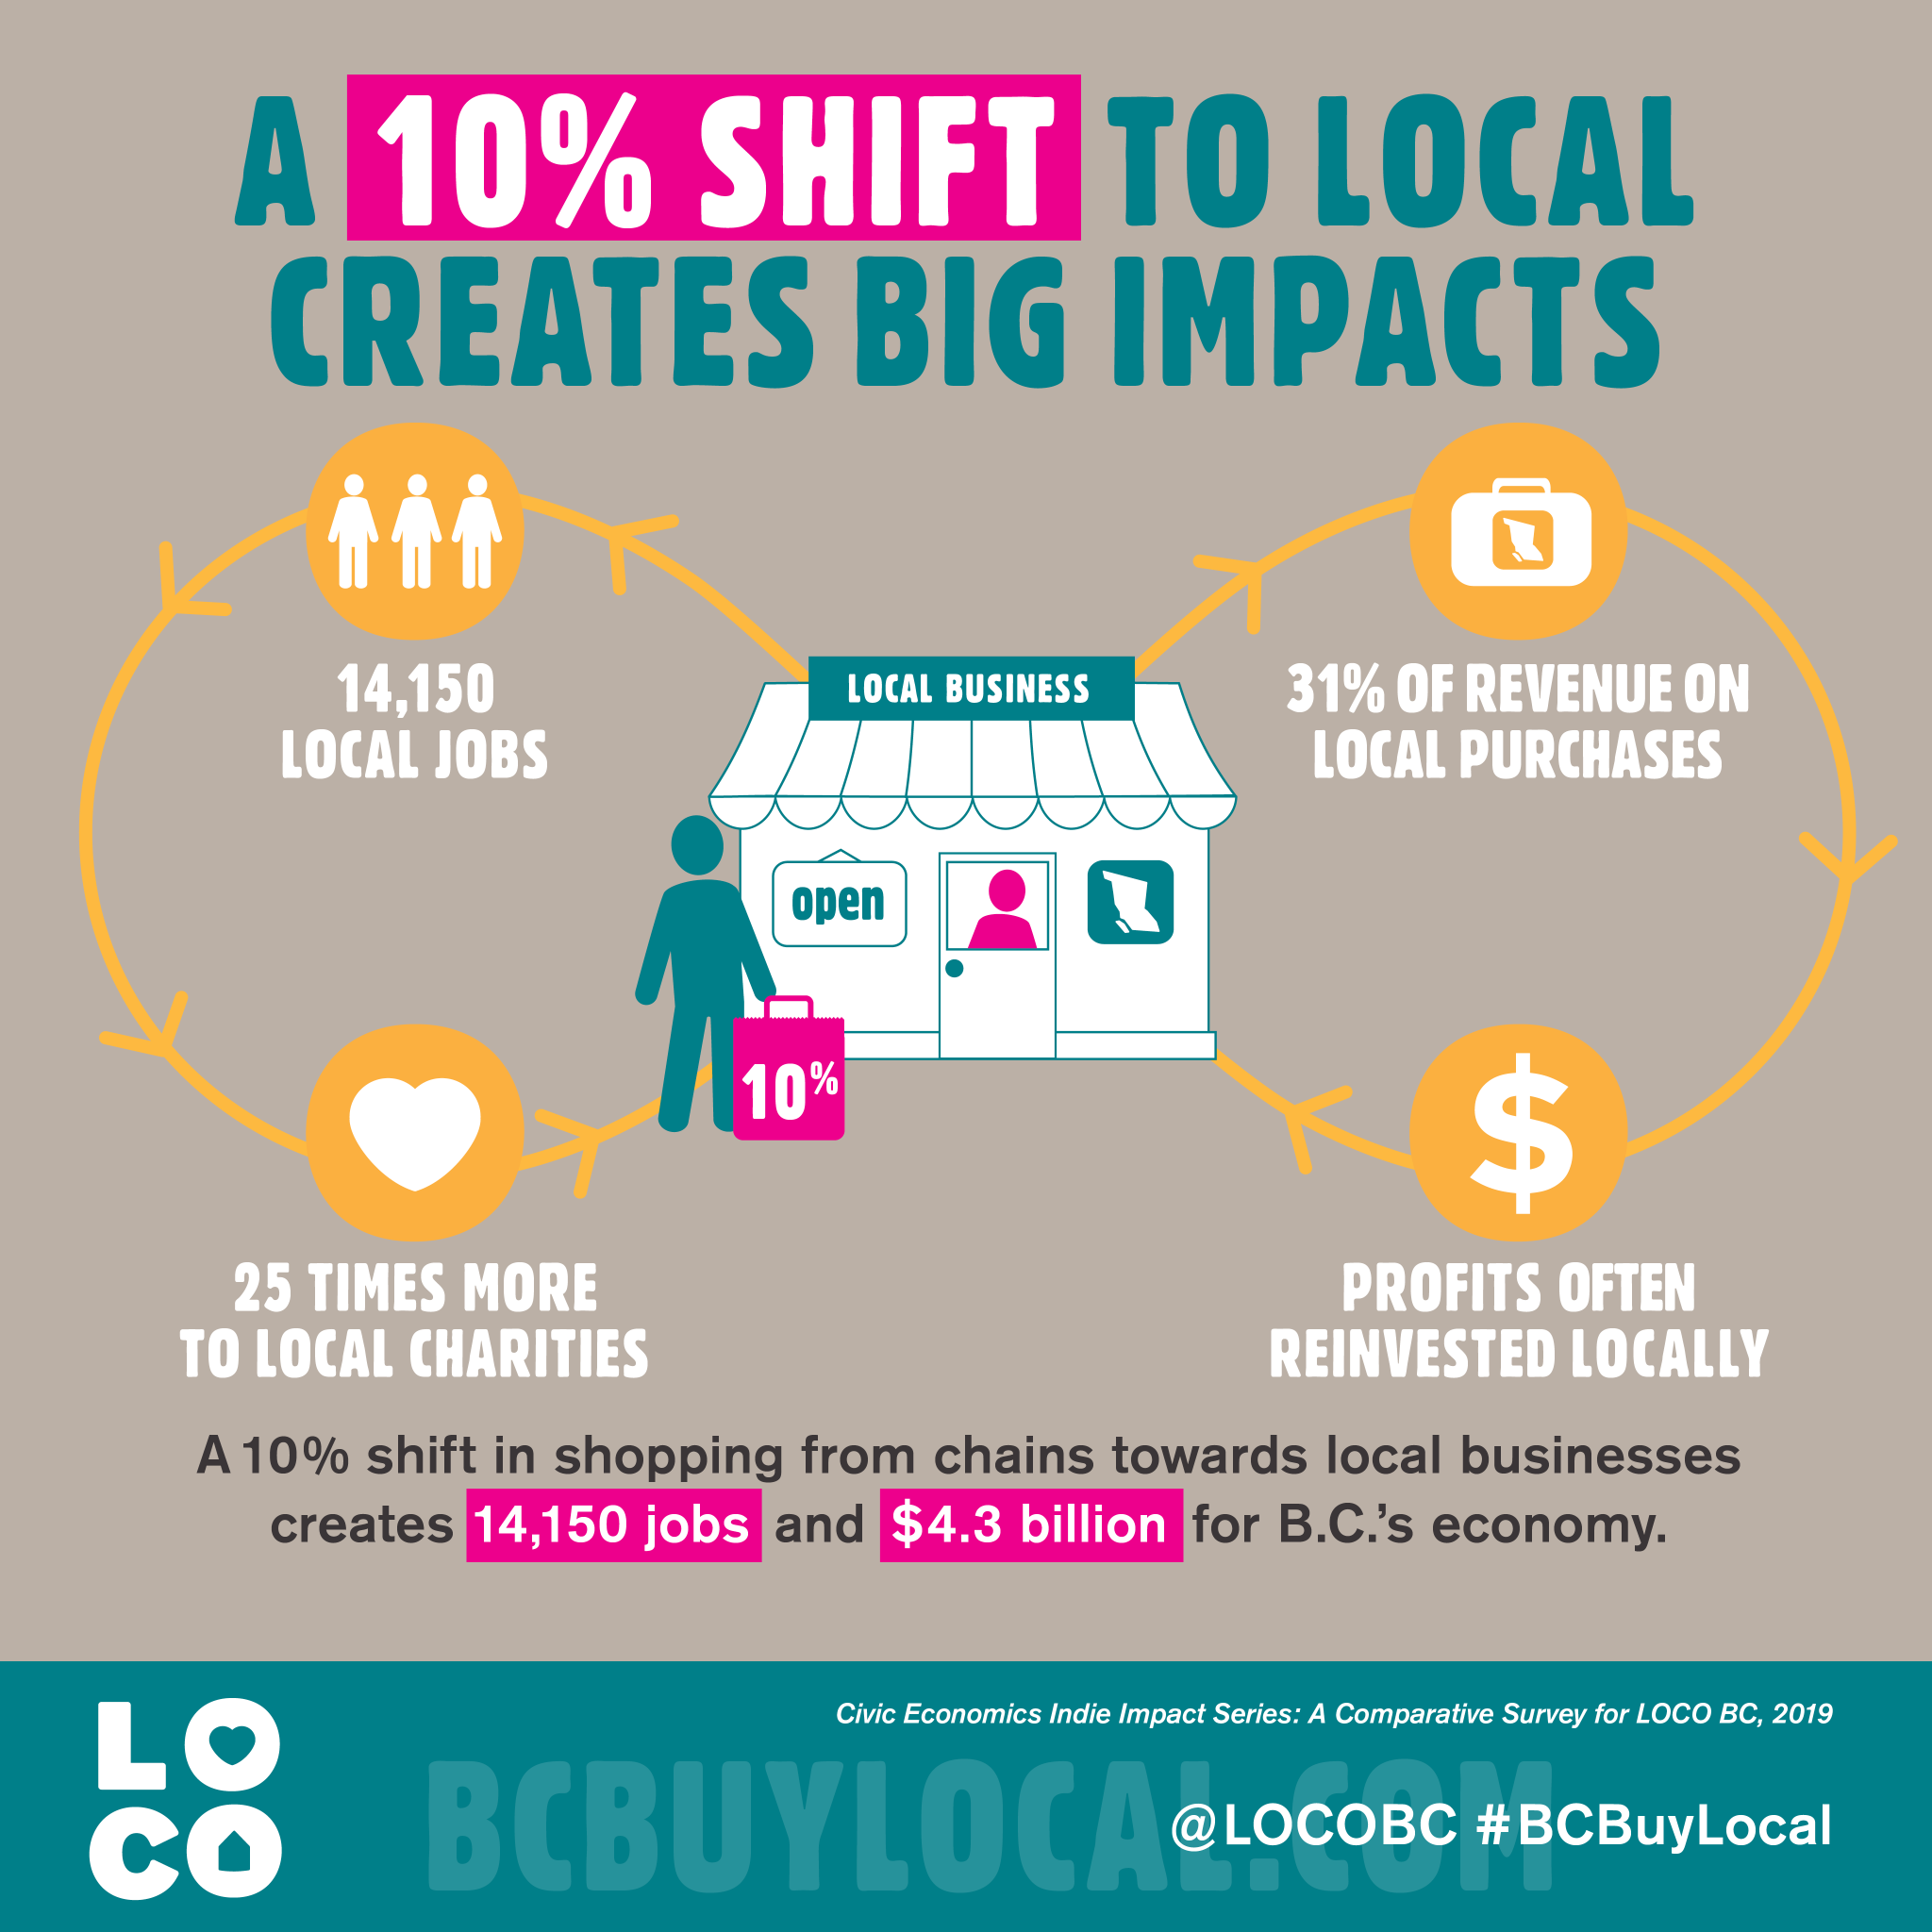 A 10% SHIFT TO LOCAL
CREATES BIG IMPACTS
14,150
LOCAL JOBS
31% OF REVENUE ON
LOCAL PURCHASES
LOCAL BUSINESS
open
10%
25 TIMES MORE
TO LOCAL CHARITIES
PROFITS OFTEN
REINVESTED LOCALLY
A 10% shift in shopping from chains towards local businesses
creates 14,150 jobs and $4.3 billion for B.C.'s economy.
LO
CO
Civic Economics Indie Impact Series: A Comparative Survey for LOCO BC, 2019
BCBUYLOCAL.COM
@LOCOBC #BCBuyLocal